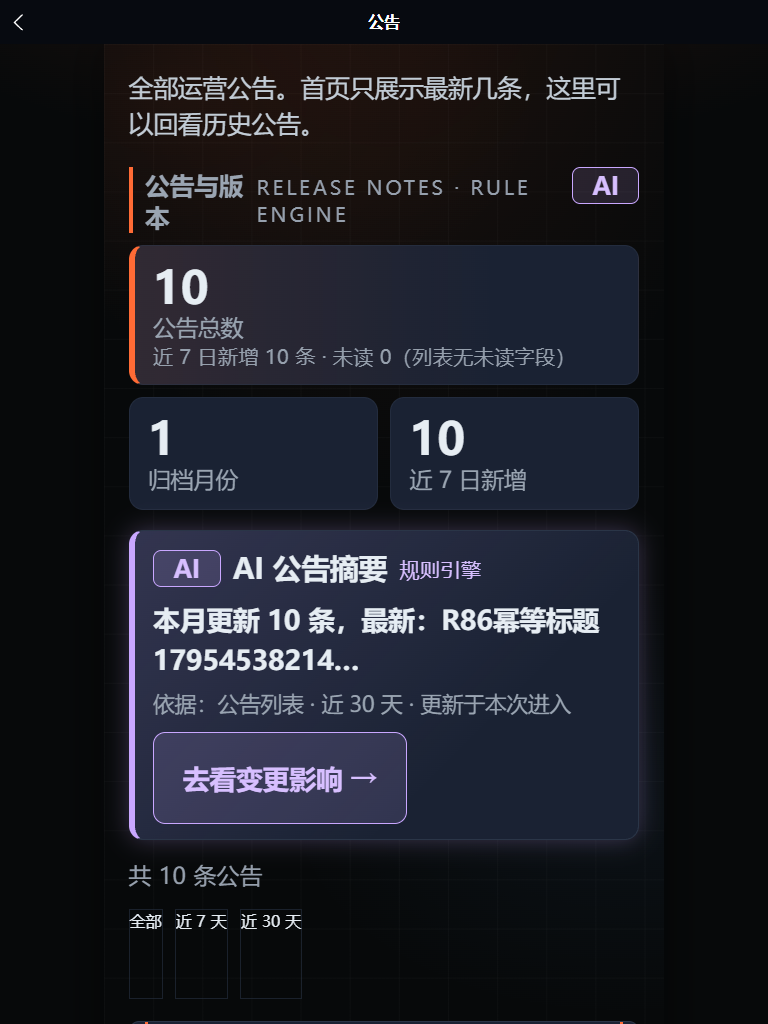 公告
全部运营公告。首页只展示最新几条，这里可
以回看历史公告。
公告与版
本
RELEASE NOTES · RULE
ENGINE
AI
10
公告总数
近 7 日新增 10 条 · 未读 0（列表无未读字段）
1
归档月份
10
近 7 日新增
AI AI 公告摘要 规则引擎
本月更新 10 条，最新：R86幂等标题
17954538214…
依据：公告列表 · 近 30 天 · 更新于本次进入
去看变更影响 →
共 10 条公告
全部 近 7 天 近 30 天